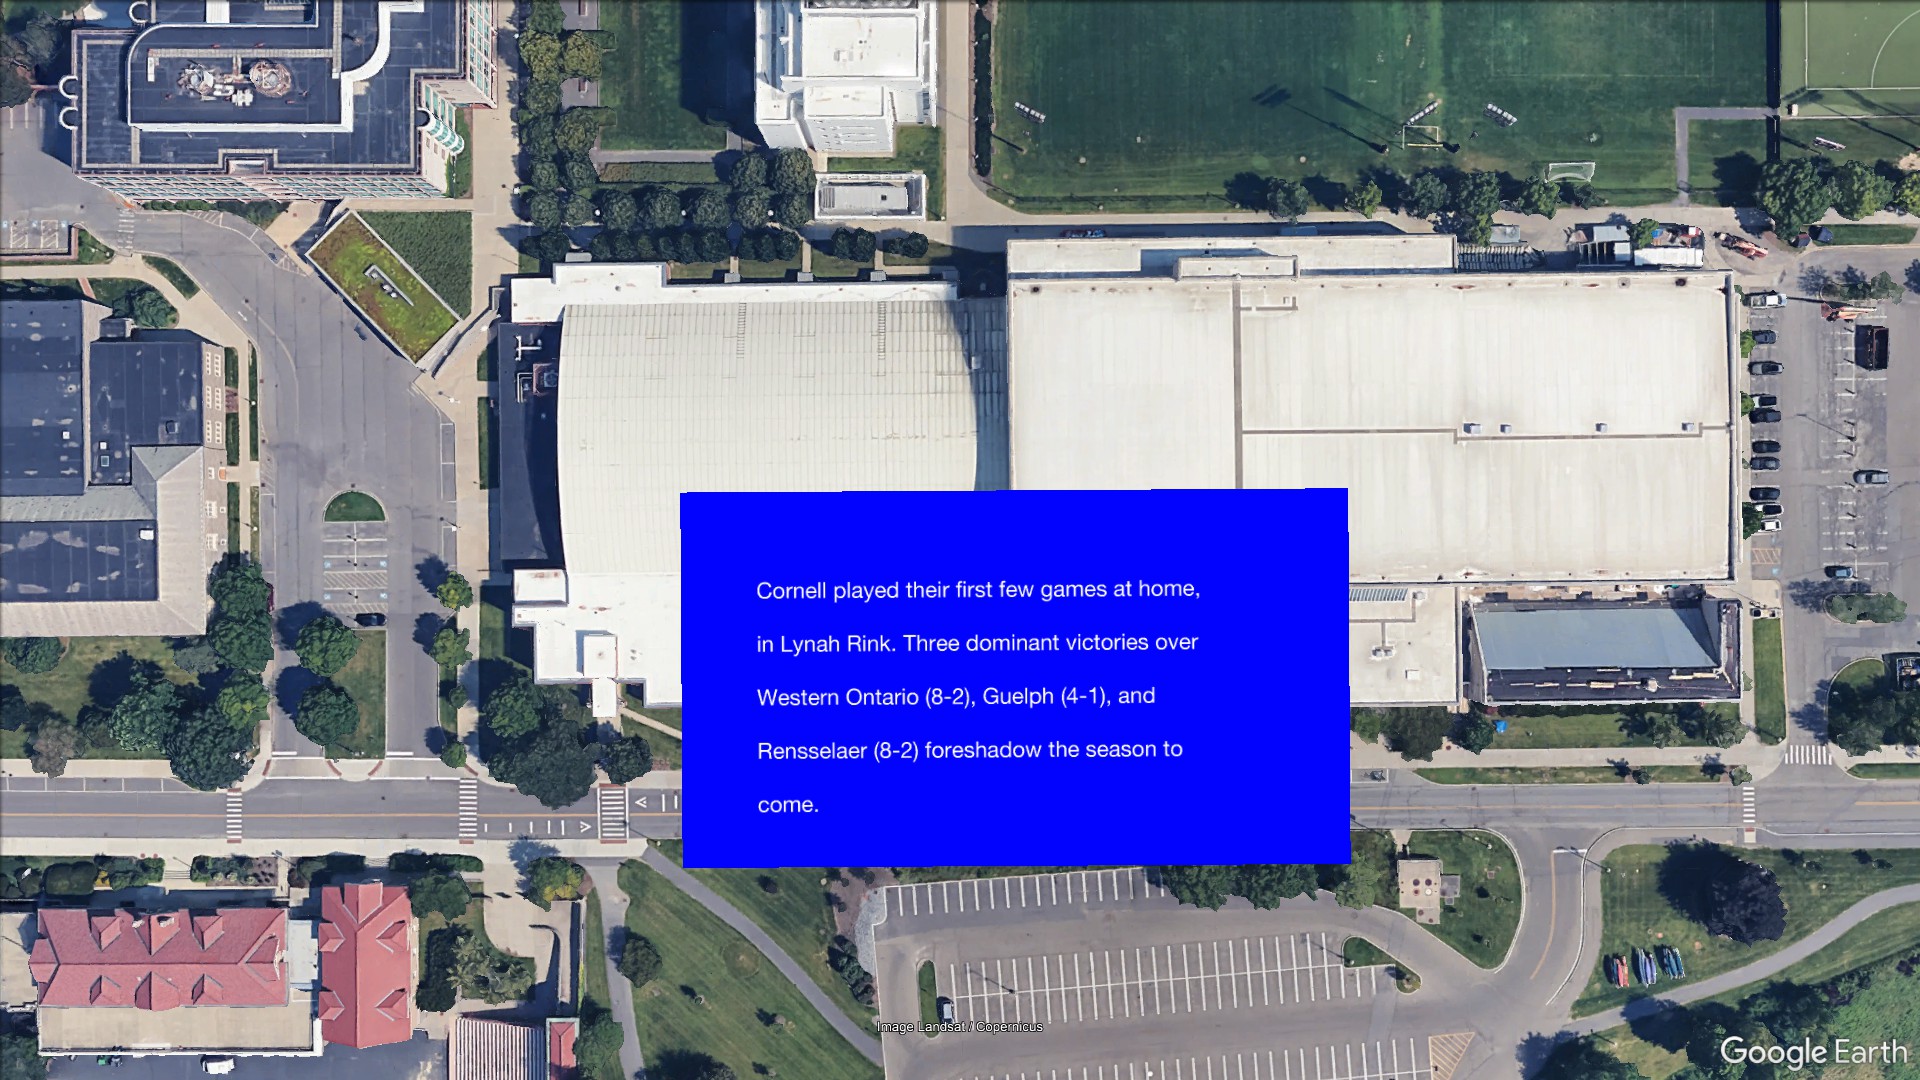 Cornell played their first few games at home,
in Lynah Rink. Three dominant victories over
Western Ontario (8-2), Guelph (4-1), and
Rensselaer (8-2) foreshadow the season to
come.
Image Landsat / Copernicus
Google Earth